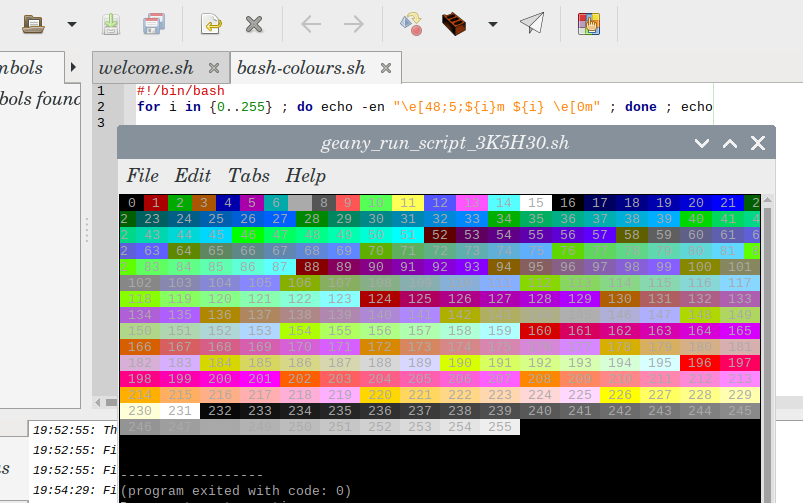 mbols
welcome.sh
bash-colours.sh
bols found
1 #!/bin/bash
2 for i in {0..255} ; do echo -en "\e[48;5;${i}m ${i} \e[0m" ; done ; echo
3
geany_run_script_3K5H30.sh
File Edit Tabs Help
0 1 2 3 4 5 6 8 9 10 11 12 13 14 15 16 17 18 19 20 21 2
2 23 24 25 26 27 28 29 30 31 32 33 34 35 36 37 38 39 40 41 4
2 43 44 45 46 47 48 49 50 51 52 53 54 55 56 57 58 59 60 61 6
2 63 64 65 66 67 68 69 70 71 72 73 74 75 76 77 78 79 80 81
2 83 84 85 86 87 88 89 90 91 92 93 94 95 96 97 98 99 100 101
102 103 104 105 106 107 108 109 110 111 112 113 114 115 116 117
118 119 120 121 122 123 124 125 126 127 128 129 130 131 132 133
134 135 136 137 138 139 140 141 142 143 144 146 147 148 149
150 151 152 153 154 155 156 157 158 159 160 161 162 163 164 165
166 167 168 169 170 171 172 173 174 175 176 177 178 179 180 181
182 183 184 185 186 187 188 189 190 191 192 193 194 195 196 197
198 199 200 201 202 203 204 205 206 207 208 209 210 211 212 213
214 215 216 217 218 219 220 221 222 223 224 225 226 227 228 229
230 231 232 233 234 235 236 237 238 239 240 241 242 243 244 245
246 247 249 250 251 252 253 254 255
------------------
(program exited with code: 0)
19:52:55: Th
19:52:55: Fi
19:52:55: Fi
19:54:29: Fi